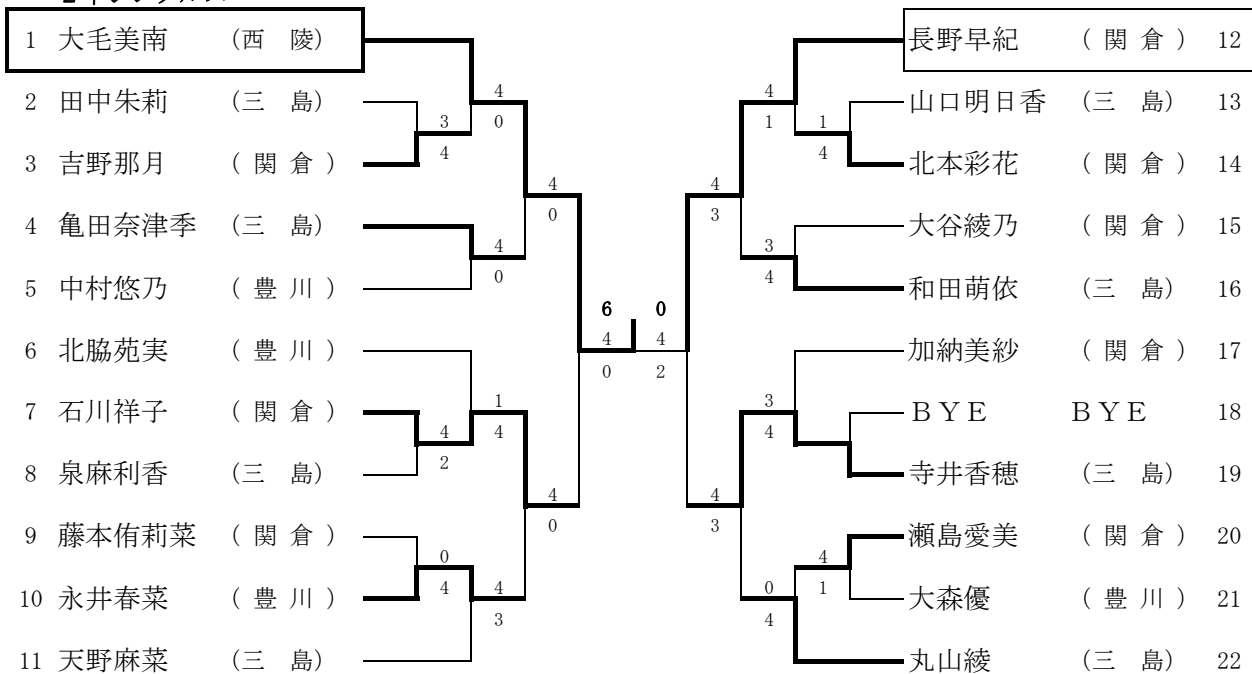 1 大毛美南 (西 陵)
2 田中朱莉 (三 島)
3 吉野那月 (関倉)
4 亀田奈津季 (三 島)
5 中村悠乃 (豊川)
6 北脇苑実 (豊川)
7 石川祥子 (関倉)
8 泉麻利香 (三 島)
9 藤本侑莉菜 (関倉)
10 永井春菜 (豊川)
11 天野麻菜 (三 島)
4
0
3
4
4
0
4
0
1
4
4
2
4
0
0
4
4
3
6 0
4 4
0 2
4
1
1
4
4
3
3
4
3
4
4
3
4
1
0
4
長野早紀 (関倉) 12
山口明日香 (三 島) 13
北本彩花 (関倉) 14
大谷綾乃 (関倉) 15
和田萌依 (三 島) 16
加納美紗 (関倉) 17
BYE BYE 18
寺井香穂 (三 島) 19
瀬島愛美 (関倉) 20
大森優 (豊川) 21
丸山綾 (三 島) 22